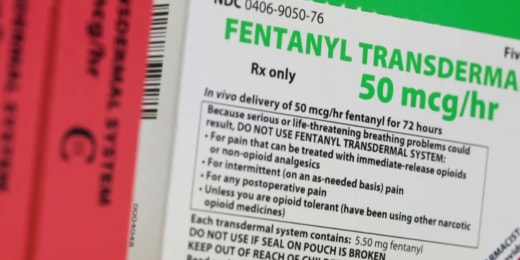 NDC 0406-9050-76
FENTANYL TRANSDERMA
Five
Rx only
50 mcg/hr
In vivo delivery of 50 mcg/hr fentanyl for 72 hours
Because serious or life-threatening breathing problems could
result, DO NOT USE FENTANYL TRANSDERMAL SYSTEM:
• For pain that can be treated with immediate-release opioids
or non-opioid analgesics
• For intermittent (on an as-needed basis) pain
• For any postoperative pain
• Unless you are opioid tolerant (have been using other narcotic
opioid medicines)
Each transdermal system contains: 5.50 mg fentanyl
DO NOT USE IF SEAL ON POUCH IS BROKEN
KEEP OUT OF REACH OF CHILD
SYSTEM
cg/hr
C